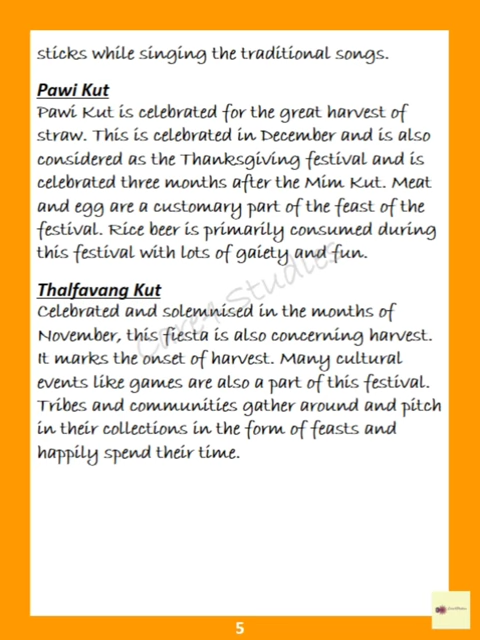 sticks while singing the traditional songs.
Pawi Kut
Pawi Kut is celebrated for the great harvest of
straw. This is celebrated in December and is also
considered as the Thanksgiving festival and is
celebrated three months after the Mim Kut. Meat
and egg are a customary part of the feast of the
festival. Rice beer is primarily consumed during
this festival with lots of gaiety and fun.
Thalfavang Kut
Celebrated and solemnised in the months of
November, this fiesta is also concerning harvest.
It marks the onset of harvest. Many cultural
events like games are also a part of this festival.
Tribes and communities gather around and pitch
in their collections in the form of feasts and
happily spend their time.
Care4 Studies
5